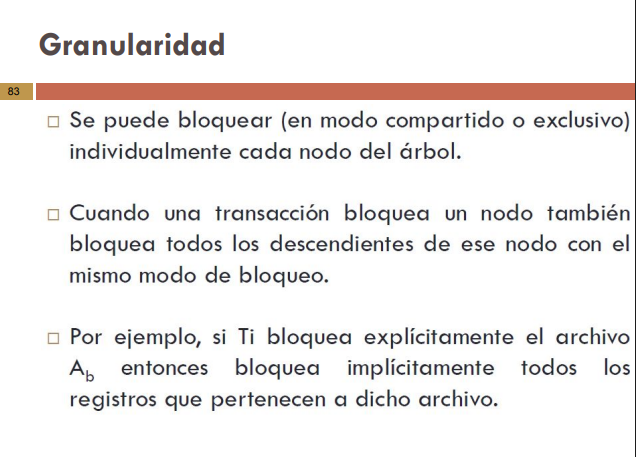 Granularidad
83
□ Se puede bloquear (en modo compartido o exclusivo)
individualmente cada nodo del árbol.
□ Cuando una transacción bloquea un nodo también
bloquea todos los descendientes de ese nodo con el
mismo modo de bloqueo.
□ Por ejemplo, si Ti bloquea explícitamente el archivo
Ab entonces bloquea implícitamente todos los
registros que pertenecen a dicho archivo.